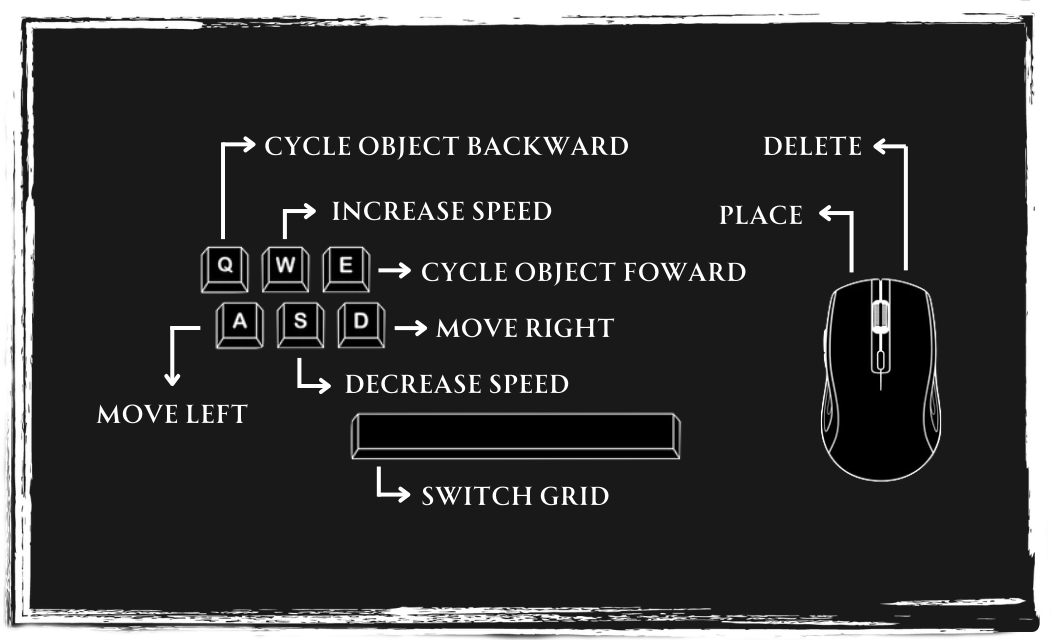 CYCLE OBJECT BACKWARD
DELETE
INCREASE SPEED
PLACE
Q W E
CYCLE OBJECT FOWARD
A S D
MOVE RIGHT
DECREASE SPEED
MOVE LEFT
SWITCH GRID